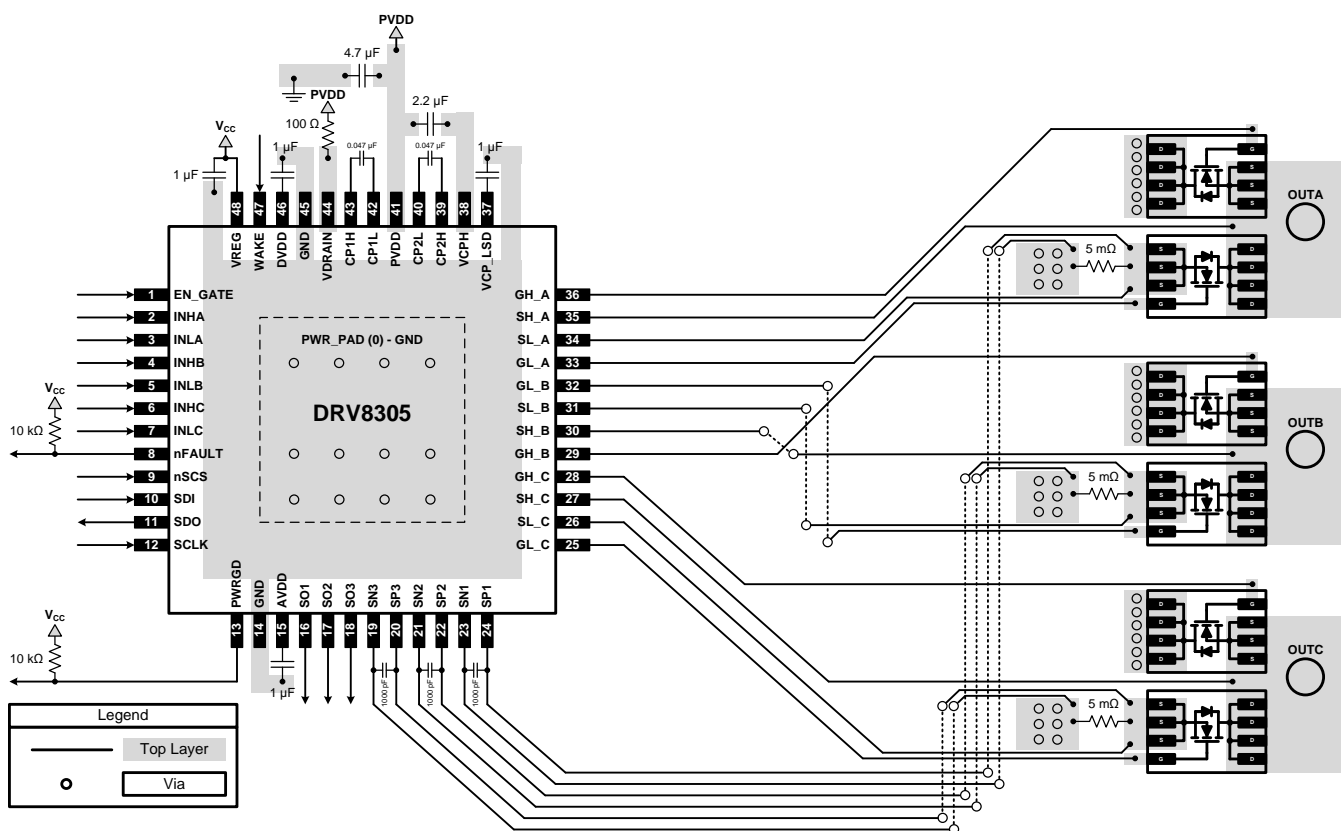 PVDD
4.7 µF
PVDD
2.2 µF
100 Ω
VCC
1 µF
0.047 µF
0.047 µF
1 µF
1 µF
48 47 46 45 44 43 42 41 40 39 38 37
VREG WAKE DVDD GND VDRAIN CP1H CP1L PVDD CP2L CP2H VCPH VCP_LSD
1 EN_GATE
2 INHA
3 INLA
4 INHB
5 INLB
6 INHC
7 INLC
8 nFAULT
9 nSCS
10 SDI
11 SDO
12 SCLK
VCC
10 kΩ
PWR_PAD (0) - GND
DRV8305
GH_A 36
SH_A 35
SL_A 34
GL_A 33
GL_B 32
SL_B 31
SH_B 30
GH_B 29
GH_C 28
SH_C 27
SL_C 26
GL_C 25
PWRGD GND AVDD SO1 SO2 SO3 SN3 SP3 SN2 SP2 SN1 SP1
13 14 15 16 17 18 19 20 21 22 23 24
VCC
10 kΩ
1 µF
1000 pF
1000 pF
1000 pF
D G
D S
D S
D S
OUTA
5 mΩ
S D
S D
S D
G D
D G
D S
D S
D S
OUTB
5 mΩ
S D
S D
S D
G D
D G
D S
D S
D S
OUTC
5 mΩ
S D
S D
S D
G D
Legend
Top Layer
Via